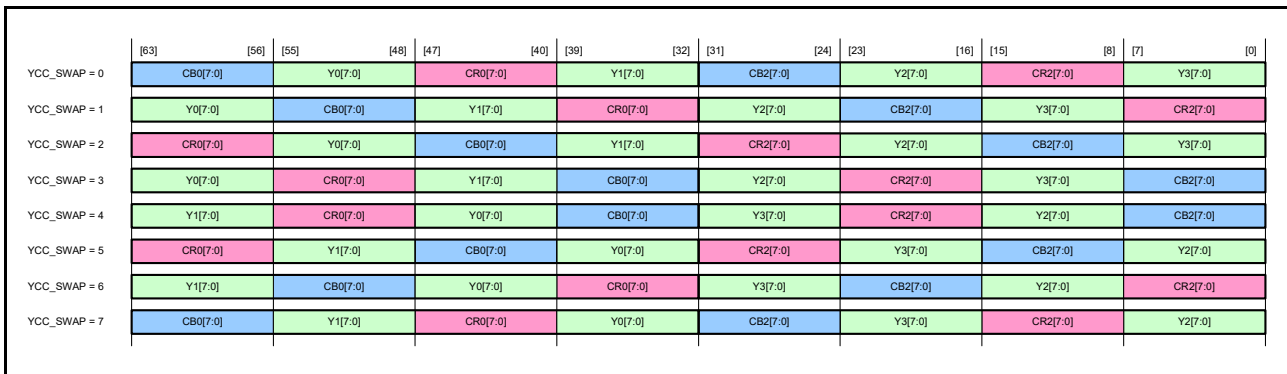 [63] [56] [55] [48] [47] [40] [39] [32] [31] [24] [23] [16] [15] [8] [7] [0]
YCC_SWAP = 0 CB0[7:0] Y0[7:0] CR0[7:0] Y1[7:0] CB2[7:0] Y2[7:0] CR2[7:0] Y3[7:0]
YCC_SWAP = 1 Y0[7:0] CB0[7:0] Y1[7:0] CR0[7:0] Y2[7:0] CB2[7:0] Y3[7:0] CR2[7:0]
YCC_SWAP = 2 CR0[7:0] Y0[7:0] CB0[7:0] Y1[7:0] CR2[7:0] Y2[7:0] CB2[7:0] Y3[7:0]
YCC_SWAP = 3 Y0[7:0] CR0[7:0] Y1[7:0] CB0[7:0] Y2[7:0] CR2[7:0] Y3[7:0] CB2[7:0]
YCC_SWAP = 4 Y1[7:0] CR0[7:0] Y0[7:0] CB0[7:0] Y3[7:0] CR2[7:0] Y2[7:0] CB2[7:0]
YCC_SWAP = 5 CR0[7:0] Y1[7:0] CB0[7:0] Y0[7:0] CR2[7:0] Y3[7:0] CB2[7:0] Y2[7:0]
YCC_SWAP = 6 Y1[7:0] CB0[7:0] Y0[7:0] CR0[7:0] Y3[7:0] CB2[7:0] Y2[7:0] CR2[7:0]
YCC_SWAP = 7 CB0[7:0] Y1[7:0] CR0[7:0] Y0[7:0] CB2[7:0] Y3[7:0] CR2[7:0] Y2[7:0]